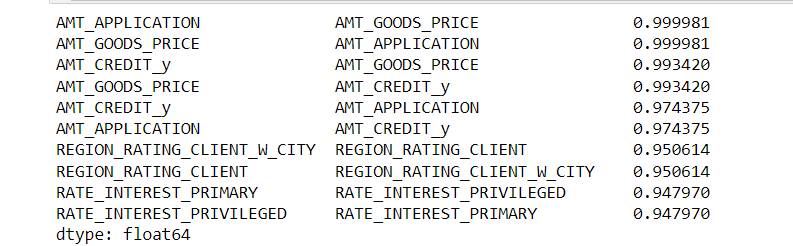 AMT_APPLICATION AMT_GOODS_PRICE 0.999981
AMT_GOODS_PRICE AMT_APPLICATION 0.999981
AMT_CREDIT_y AMT_GOODS_PRICE 0.993420
AMT_GOODS_PRICE AMT_CREDIT_y 0.993420
AMT_CREDIT_y AMT_APPLICATION 0.974375
AMT_APPLICATION AMT_CREDIT_y 0.974375
REGION_RATING_CLIENT_W_CITY REGION_RATING_CLIENT 0.950614
REGION_RATING_CLIENT REGION_RATING_CLIENT_W_CITY 0.950614
RATE_INTEREST_PRIMARY RATE_INTEREST_PRIVILEGED 0.947970
RATE_INTEREST_PRIVILEGED RATE_INTEREST_PRIMARY 0.947970
dtype: float64